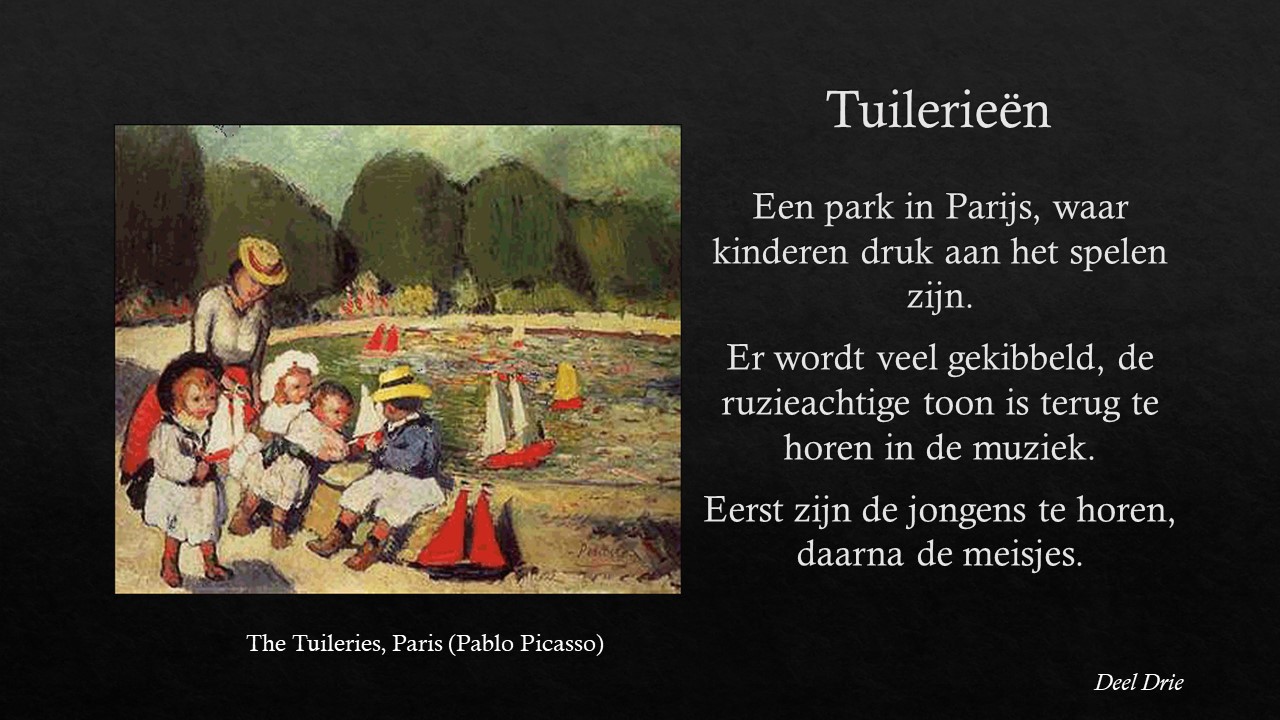 Tuilerieën
Een park in Parijs, waar
kinderen druk aan het spelen
zijn.
Er wordt veel gekibbeld, de
ruzieachtige toon is terug te
horen in de muziek.
Eerst zijn de jongens te horen,
daarna de meisjes.
The Tuileries, Paris (Pablo Picasso)
Deel Drie